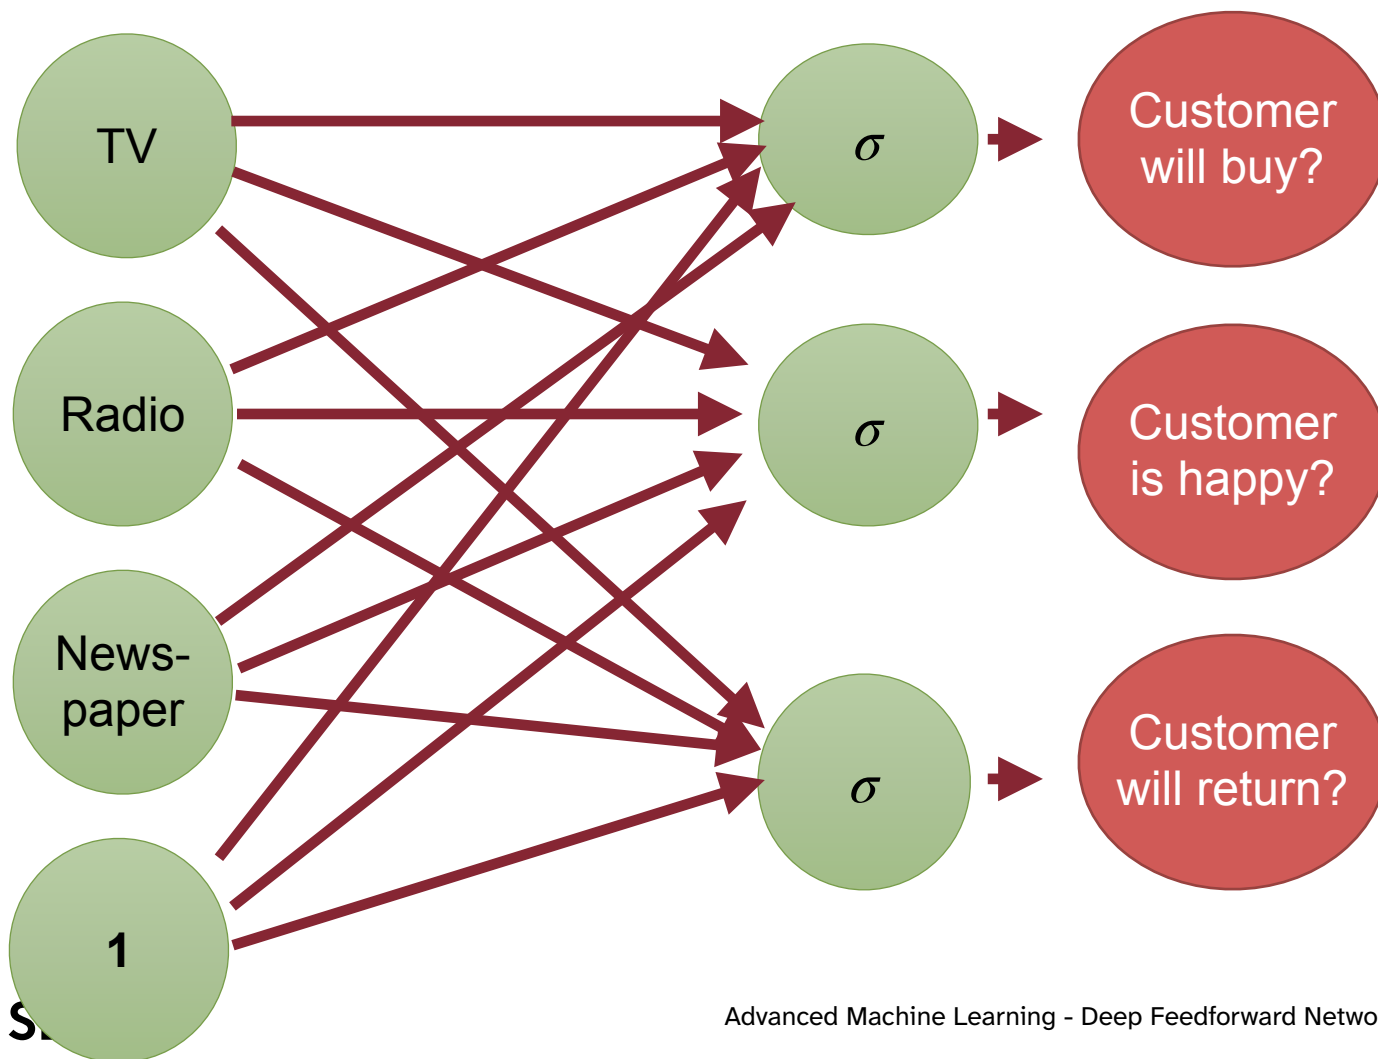 TV
σ
Customer
will buy?
Radio
σ
Customer
is happy?
News-
paper
σ
Customer
will return?
1
Advanced Machine Learning - Deep Feedforward Netwo